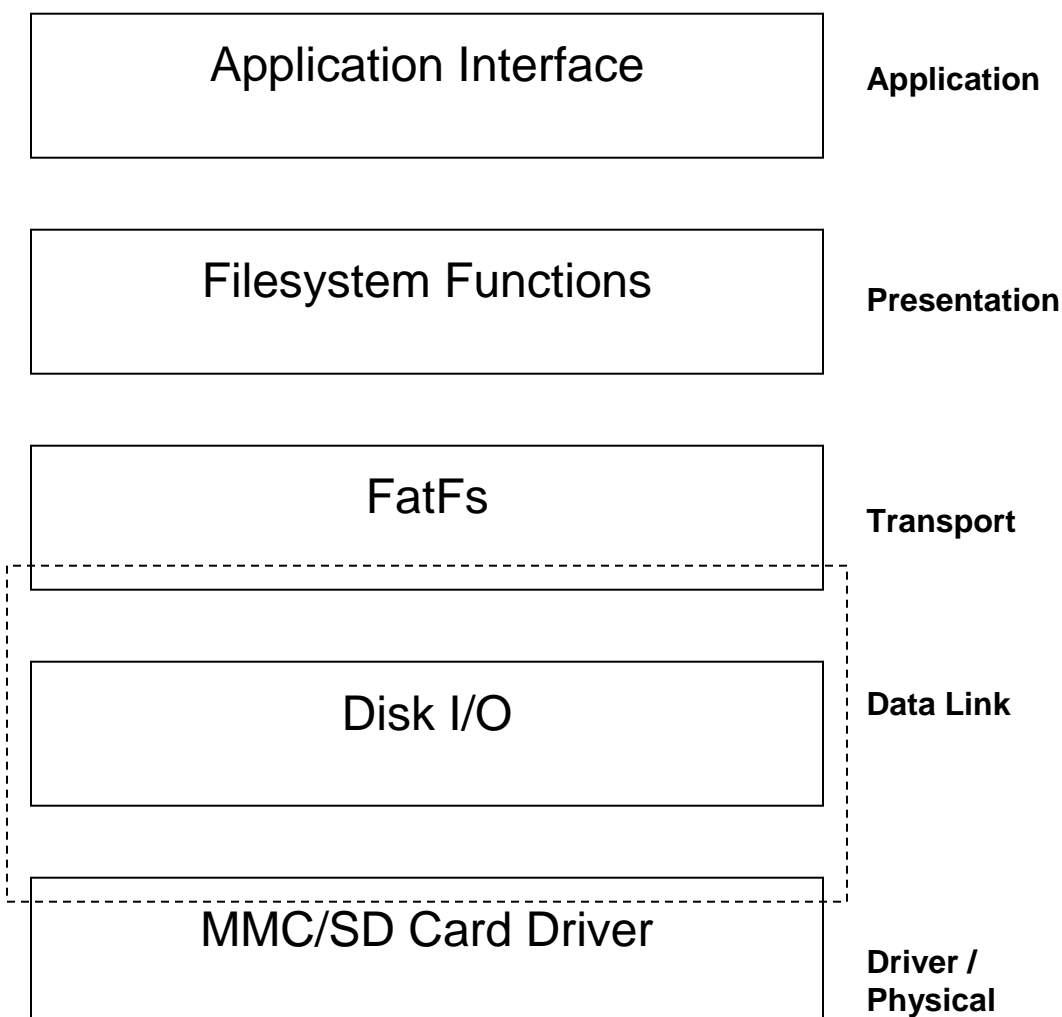 Application Interface
Application
Filesystem Functions
Presentation
FatFs
Transport
Disk I/O
Data Link
MMC/SD Card Driver
Driver /
Physical